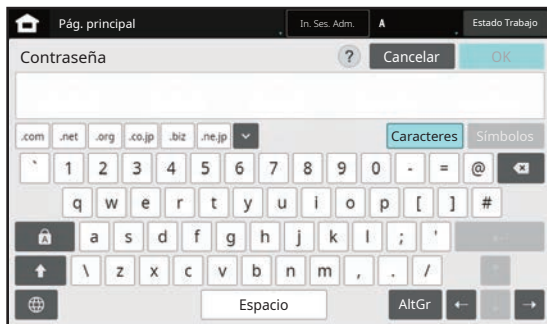 Pág. principal In. Ses. Adm. A Estado Trabajo
Contraseña ? Cancelar OK
.com .net .org .co.jp .biz .ne.jp Caracteres Símbolos
` 1 2 3 4 5 6 7 8 9 0 - = @
q w e r t y u i o p [ ] #
A a s d f g h j k l ; '
\ z x c v b n m , . /
Espacio AltGr